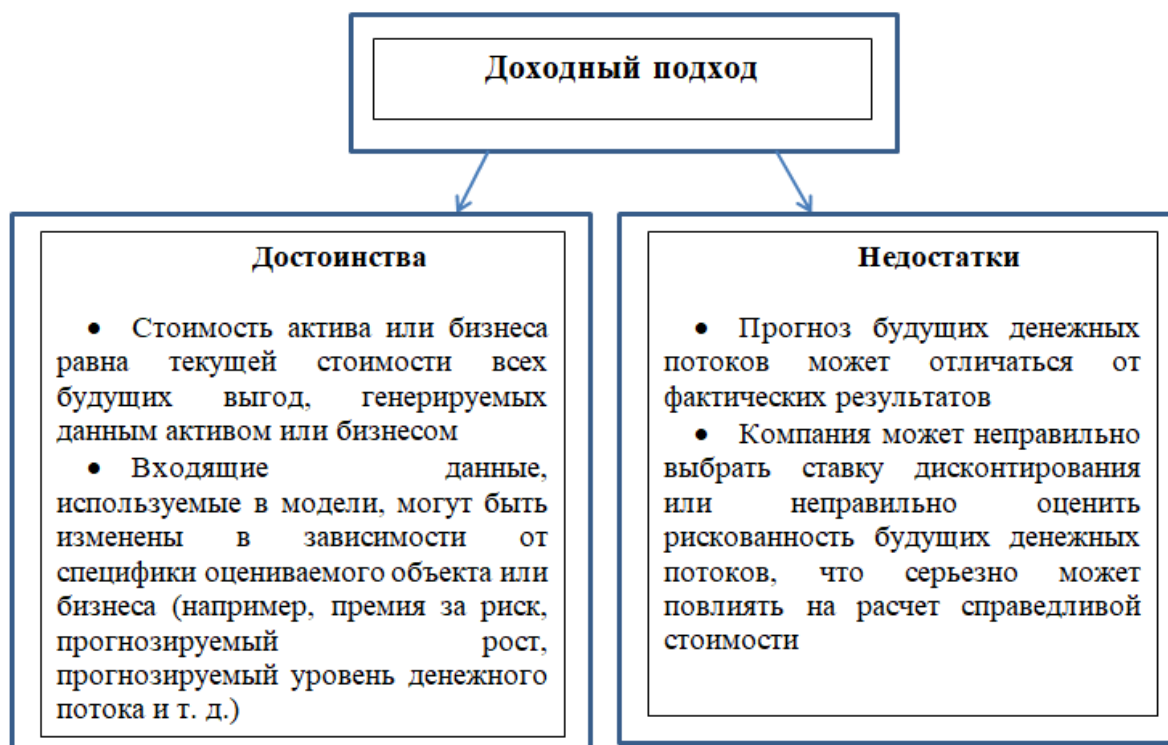 Доходный подход
Достоинства
• Стоимость актива или бизнеса
равна текущей стоимости всех
будущих выгод, генерируемых
данным активом или бизнесом
• Входящие данные,
используемые в модели, могут быть
изменены в зависимости от
специфики оцениваемого объекта или
бизнеса (например, премия за риск,
прогнозируемый рост,
прогнозируемый уровень денежного
потока и т. д.)
Недостатки
• Прогноз будущих денежных
потоков может отличаться от
фактических результатов
• Компания может неправильно
выбрать ставку дисконтирования
или неправильно оценить
рискованность будущих денежных
потоков, что серьезно может
повлиять на расчет справедливой
стоимости